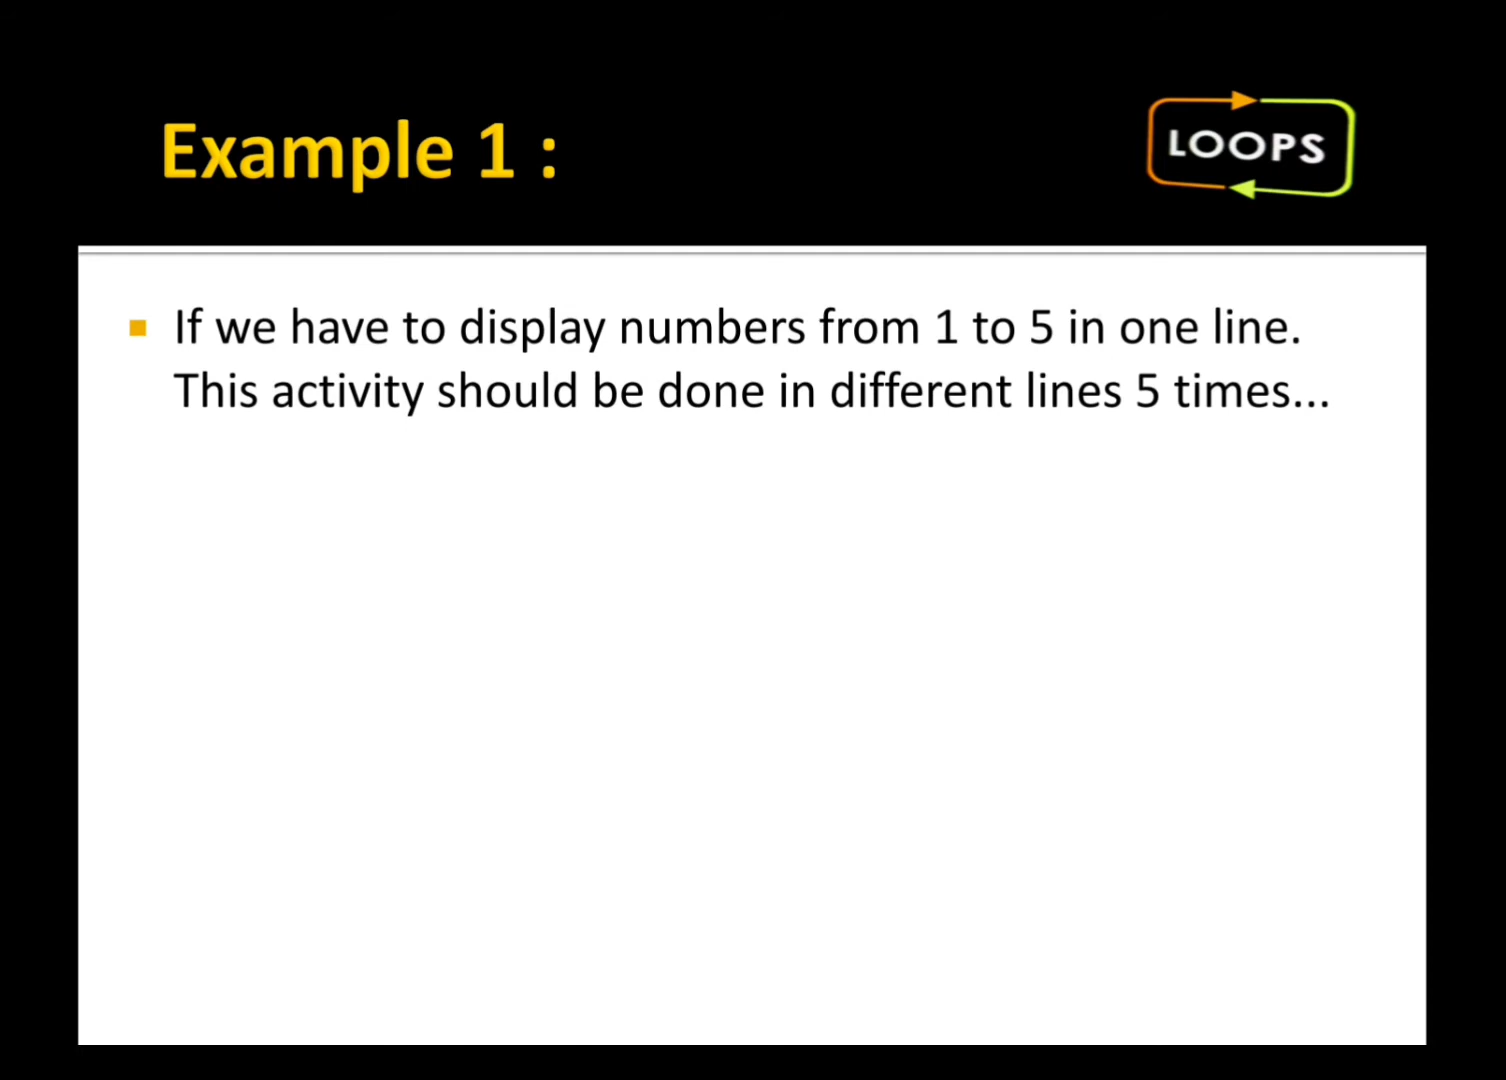 Example 1 :
LOOPS
If we have to display numbers from 1 to 5 in one line.
This activity should be done in different lines 5 times...